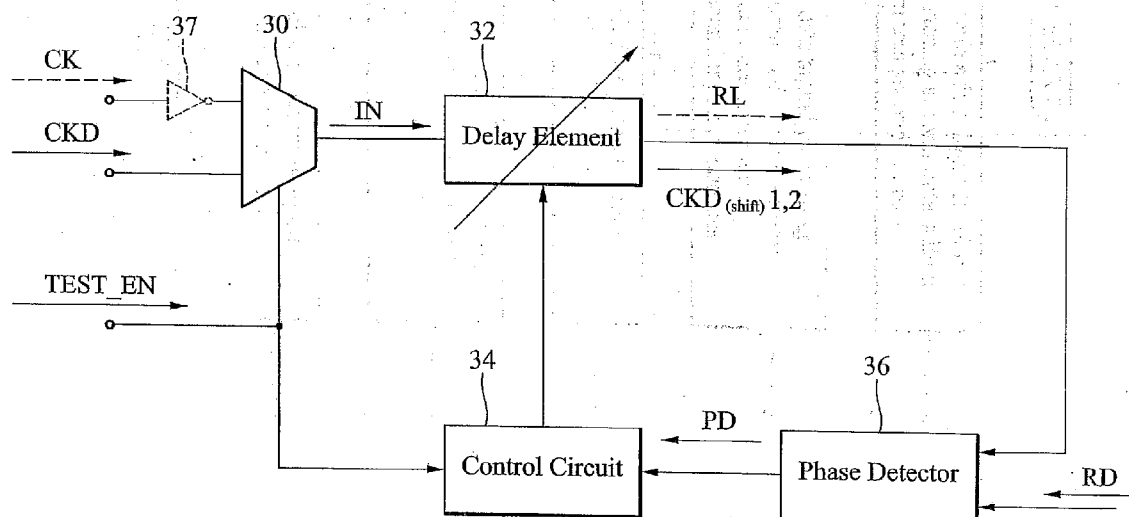 37
30
32
CK
IN
RL
CKD
Delay Element
CKD (shift) 1,2
TEST_EN
34
36
PD
Control Circuit
Phase Detector
RD